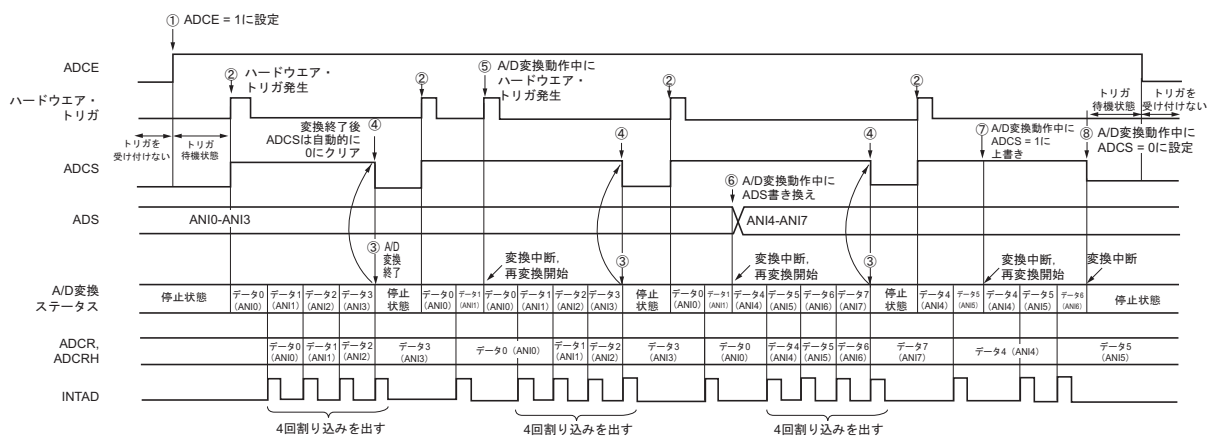 ① ADCE = 1に設定
ADCE
② ハードウエア・
トリガ発生
②
⑤ A/D変換動作中に
ハードウエア・
トリガ発生
②
②
ハードウエア・
トリガ
トリガ
待機状態
トリガを
受け付けない
トリガを
受け付けない
トリガ
待機状態
変換終了後 ④
ADCSは自動的に
0にクリア
④
④
⑦ A/D変換動作中に
ADCS = 1に
上書き
⑧ A/D変換動作中に
ADCS = 0に設定
ADCS
⑥ A/D変換動作中に
ADS書き換え
ADS
ANI0-ANI3
ANI4-ANI7
③ A/D
変換
終了
変換中断,
再変換開始
③
変換中断,
再変換開始
③
変換中断,
再変換開始
変換中断
A/D変換
ステータス
停止状態
データ0
(ANI0)
データ1
(ANI1)
データ2
(ANI2)
データ3
(ANI3)
停止
状態
データ0
(ANI0)
データ1
(ANI1)
データ0
(ANI0)
データ1
(ANI1)
データ2
(ANI2)
データ3
(ANI3)
停止
状態
データ0
(ANI0)
データ1
(ANI1)
データ4
(ANI4)
データ5
(ANI5)
データ6
(ANI6)
データ7
(ANI7)
停止
状態
データ4
(ANI4)
データ5
(ANI5)
データ4
(ANI4)
データ5
(ANI5)
データ6
(ANI6)
停止状態
ADCR,
ADCRH
データ0
(ANI0)
データ1
(ANI1)
データ2
(ANI2)
データ3
(ANI3)
データ0 (ANI0)
データ1
(ANI1)
データ2
(ANI2)
データ3
(ANI3)
データ0
(ANI0)
データ4
(ANI4)
データ5
(ANI5)
データ6
(ANI6)
データ7
(ANI7)
データ4 (ANI4)
データ5
(ANI5)
INTAD
4回割り込みを出す
4回割り込みを出す
4回割り込みを出す